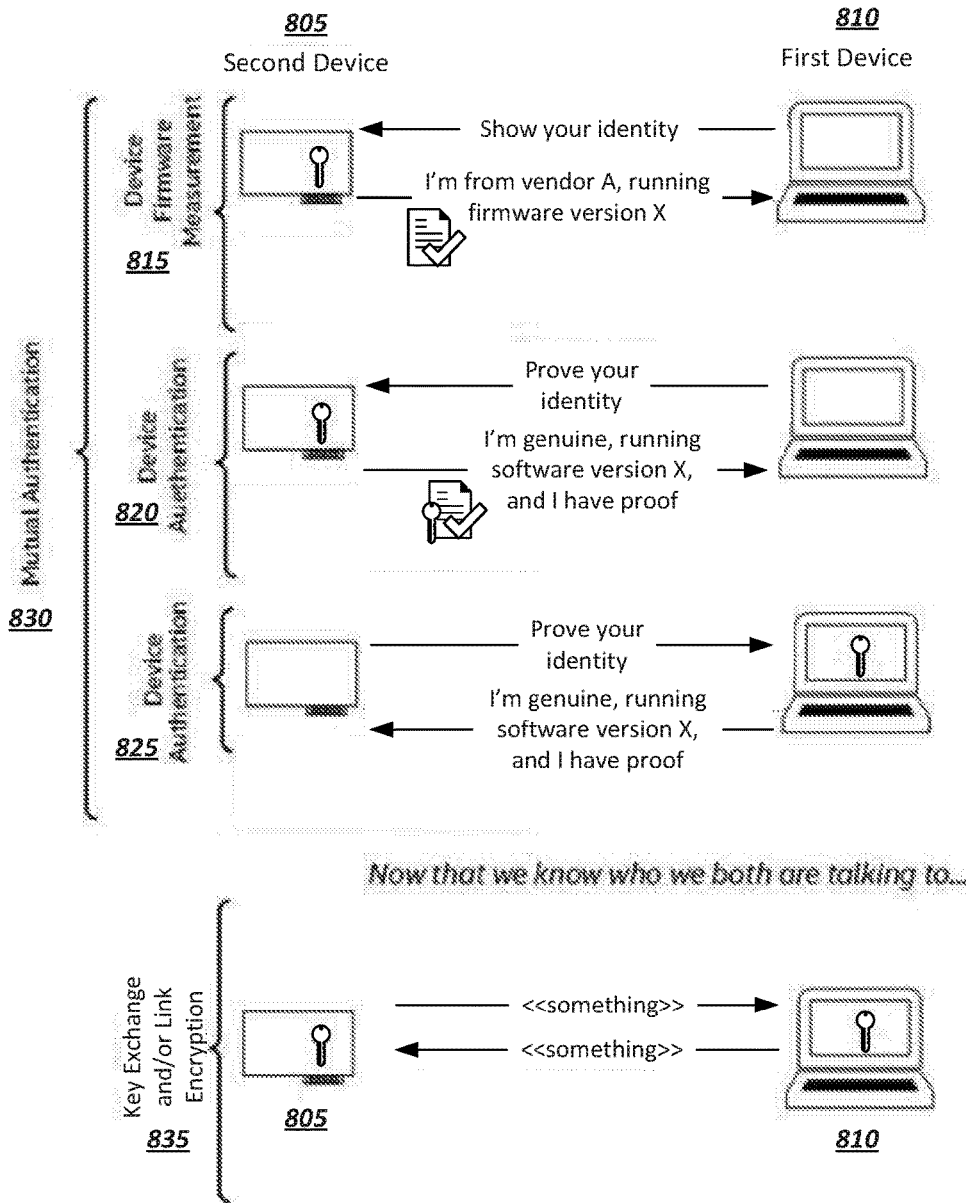 805
Second Device
810
First Device
Mutual Authentication
830
Device
Firmware
Measurement
815
Show your identity
I'm from vendor A, running
firmware version X
Device
Authentication
820
Prove your
identity
I'm genuine, running
software version X,
and I have proof
Device
Authentication
825
Prove your
identity
I'm genuine, running
software version X,
and I have proof
Now that we know who we both are talking to...
Key Exchange
and/or Link
Encryption
835
<<something>>
<<something>>
805
810